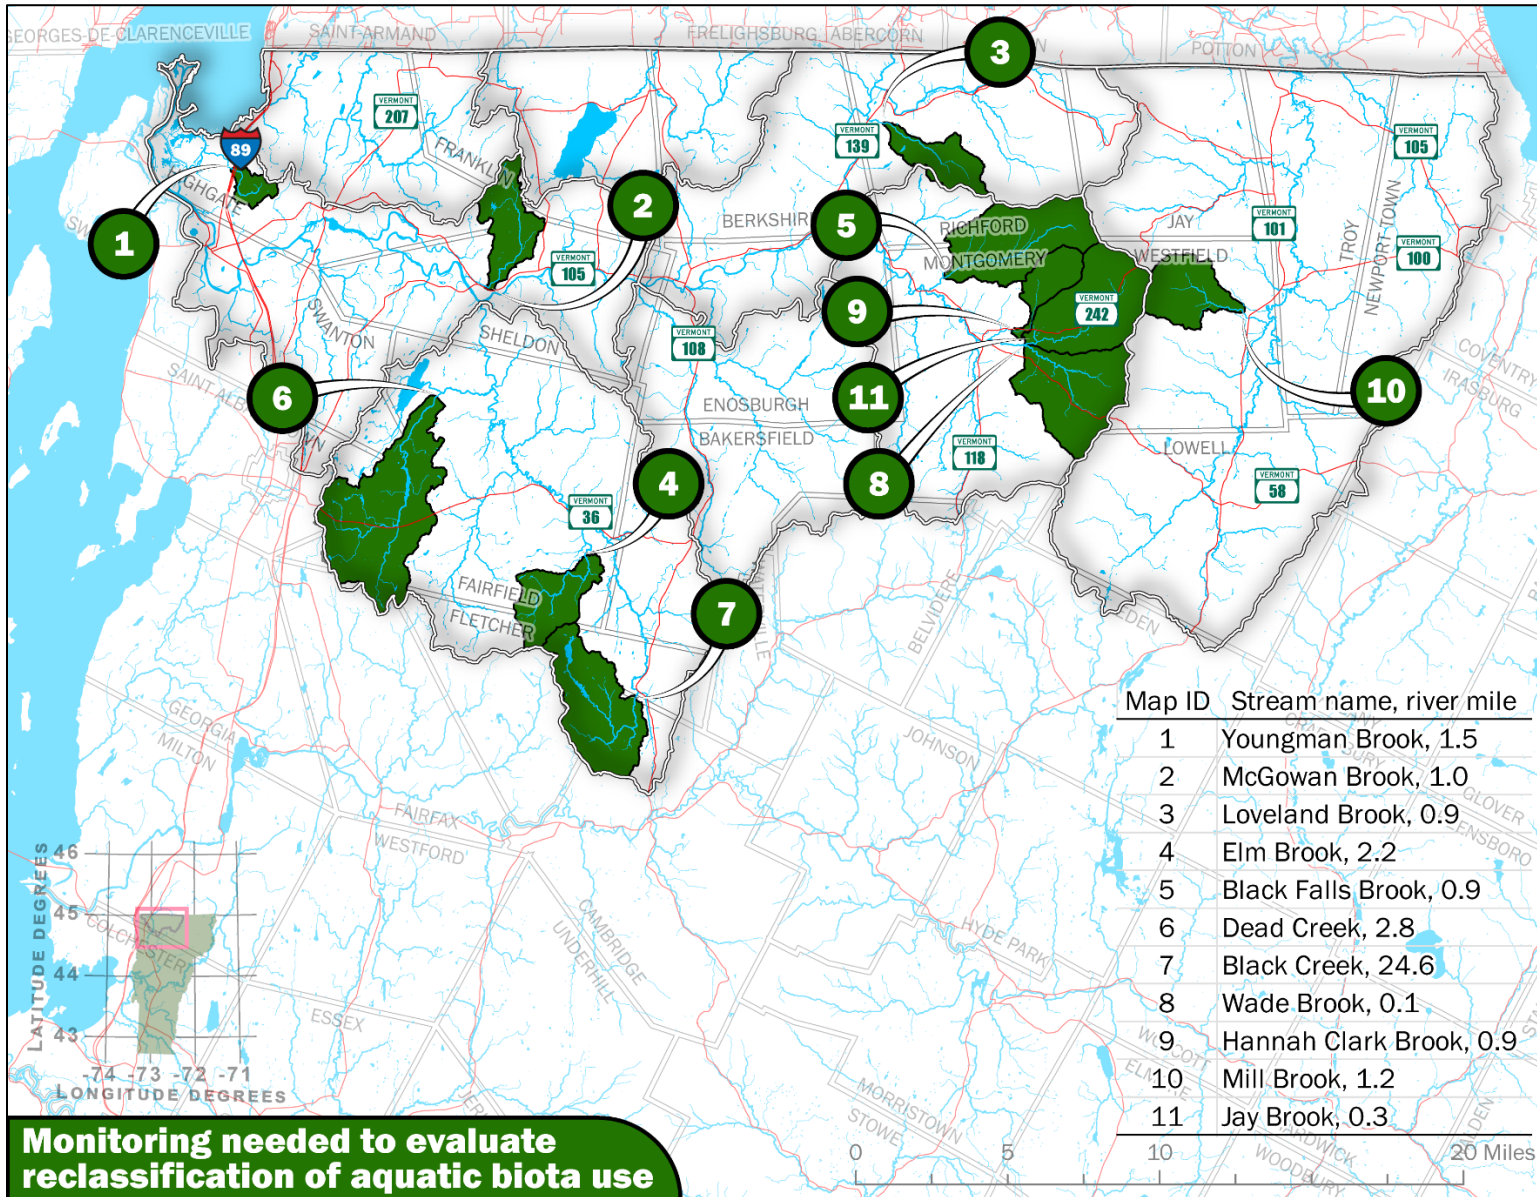 GEORGES-DE-CLARENCEVILLE
SAINT-ARMAND
FRELIGHSBURG
ABERCORN
POTTON
3
VERMONT
207
VERMONT
139
VERMONT
105
89
FRANKLIN
HIGHGATE
1
2
BERKSHIRE
5
RICHFORD
JAY
VERMONT
101
TROY
NEWPORT TOWN
VERMONT
100
MONTGOMERY
WESTFIELD
VERMONT
105
9
VERMONT
242
SWANTON
SHELDON
VERMONT
108
COVENTRY
IRASBURG
6
ENOSBURGH
11
10
BAKERSFIELD
VERMONT
118
LOWELL
4
8
VERMONT
58
VERMONT
36
FAIRFIELD
FLETCHER
7
BELVIDERE
GEORGIA
MILTON
JOHNSON
FAIRFAX
WESTFORD
GLOVER
CAMBRIDGE
UNDERHILL
HYDE PARK
COLCHESTER
ESSEX
WOLCOTT
ELMORE
MORRISTOWN
STOWE
HARDWICK
WOODBURY
Map ID Stream name, river mile
1 Youngman Brook, 1.5
2 McGowan Brook, 1.0
3 Loveland Brook, 0.9
4 Elm Brook, 2.2
5 Black Falls Brook, 0.9
6 Dead Creek, 2.8
7 Black Creek, 24.6
8 Wade Brook, 0.1
9 Hannah Clark Brook, 0.9
10 Mill Brook, 1.2
11 Jay Brook, 0.3
LATITUDE DEGREES
46
45
44
43
-74 -73 -72 -71
LONGITUDE DEGREES
0 5 10 20 Miles
Monitoring needed to evaluate
reclassification of aquatic biota use